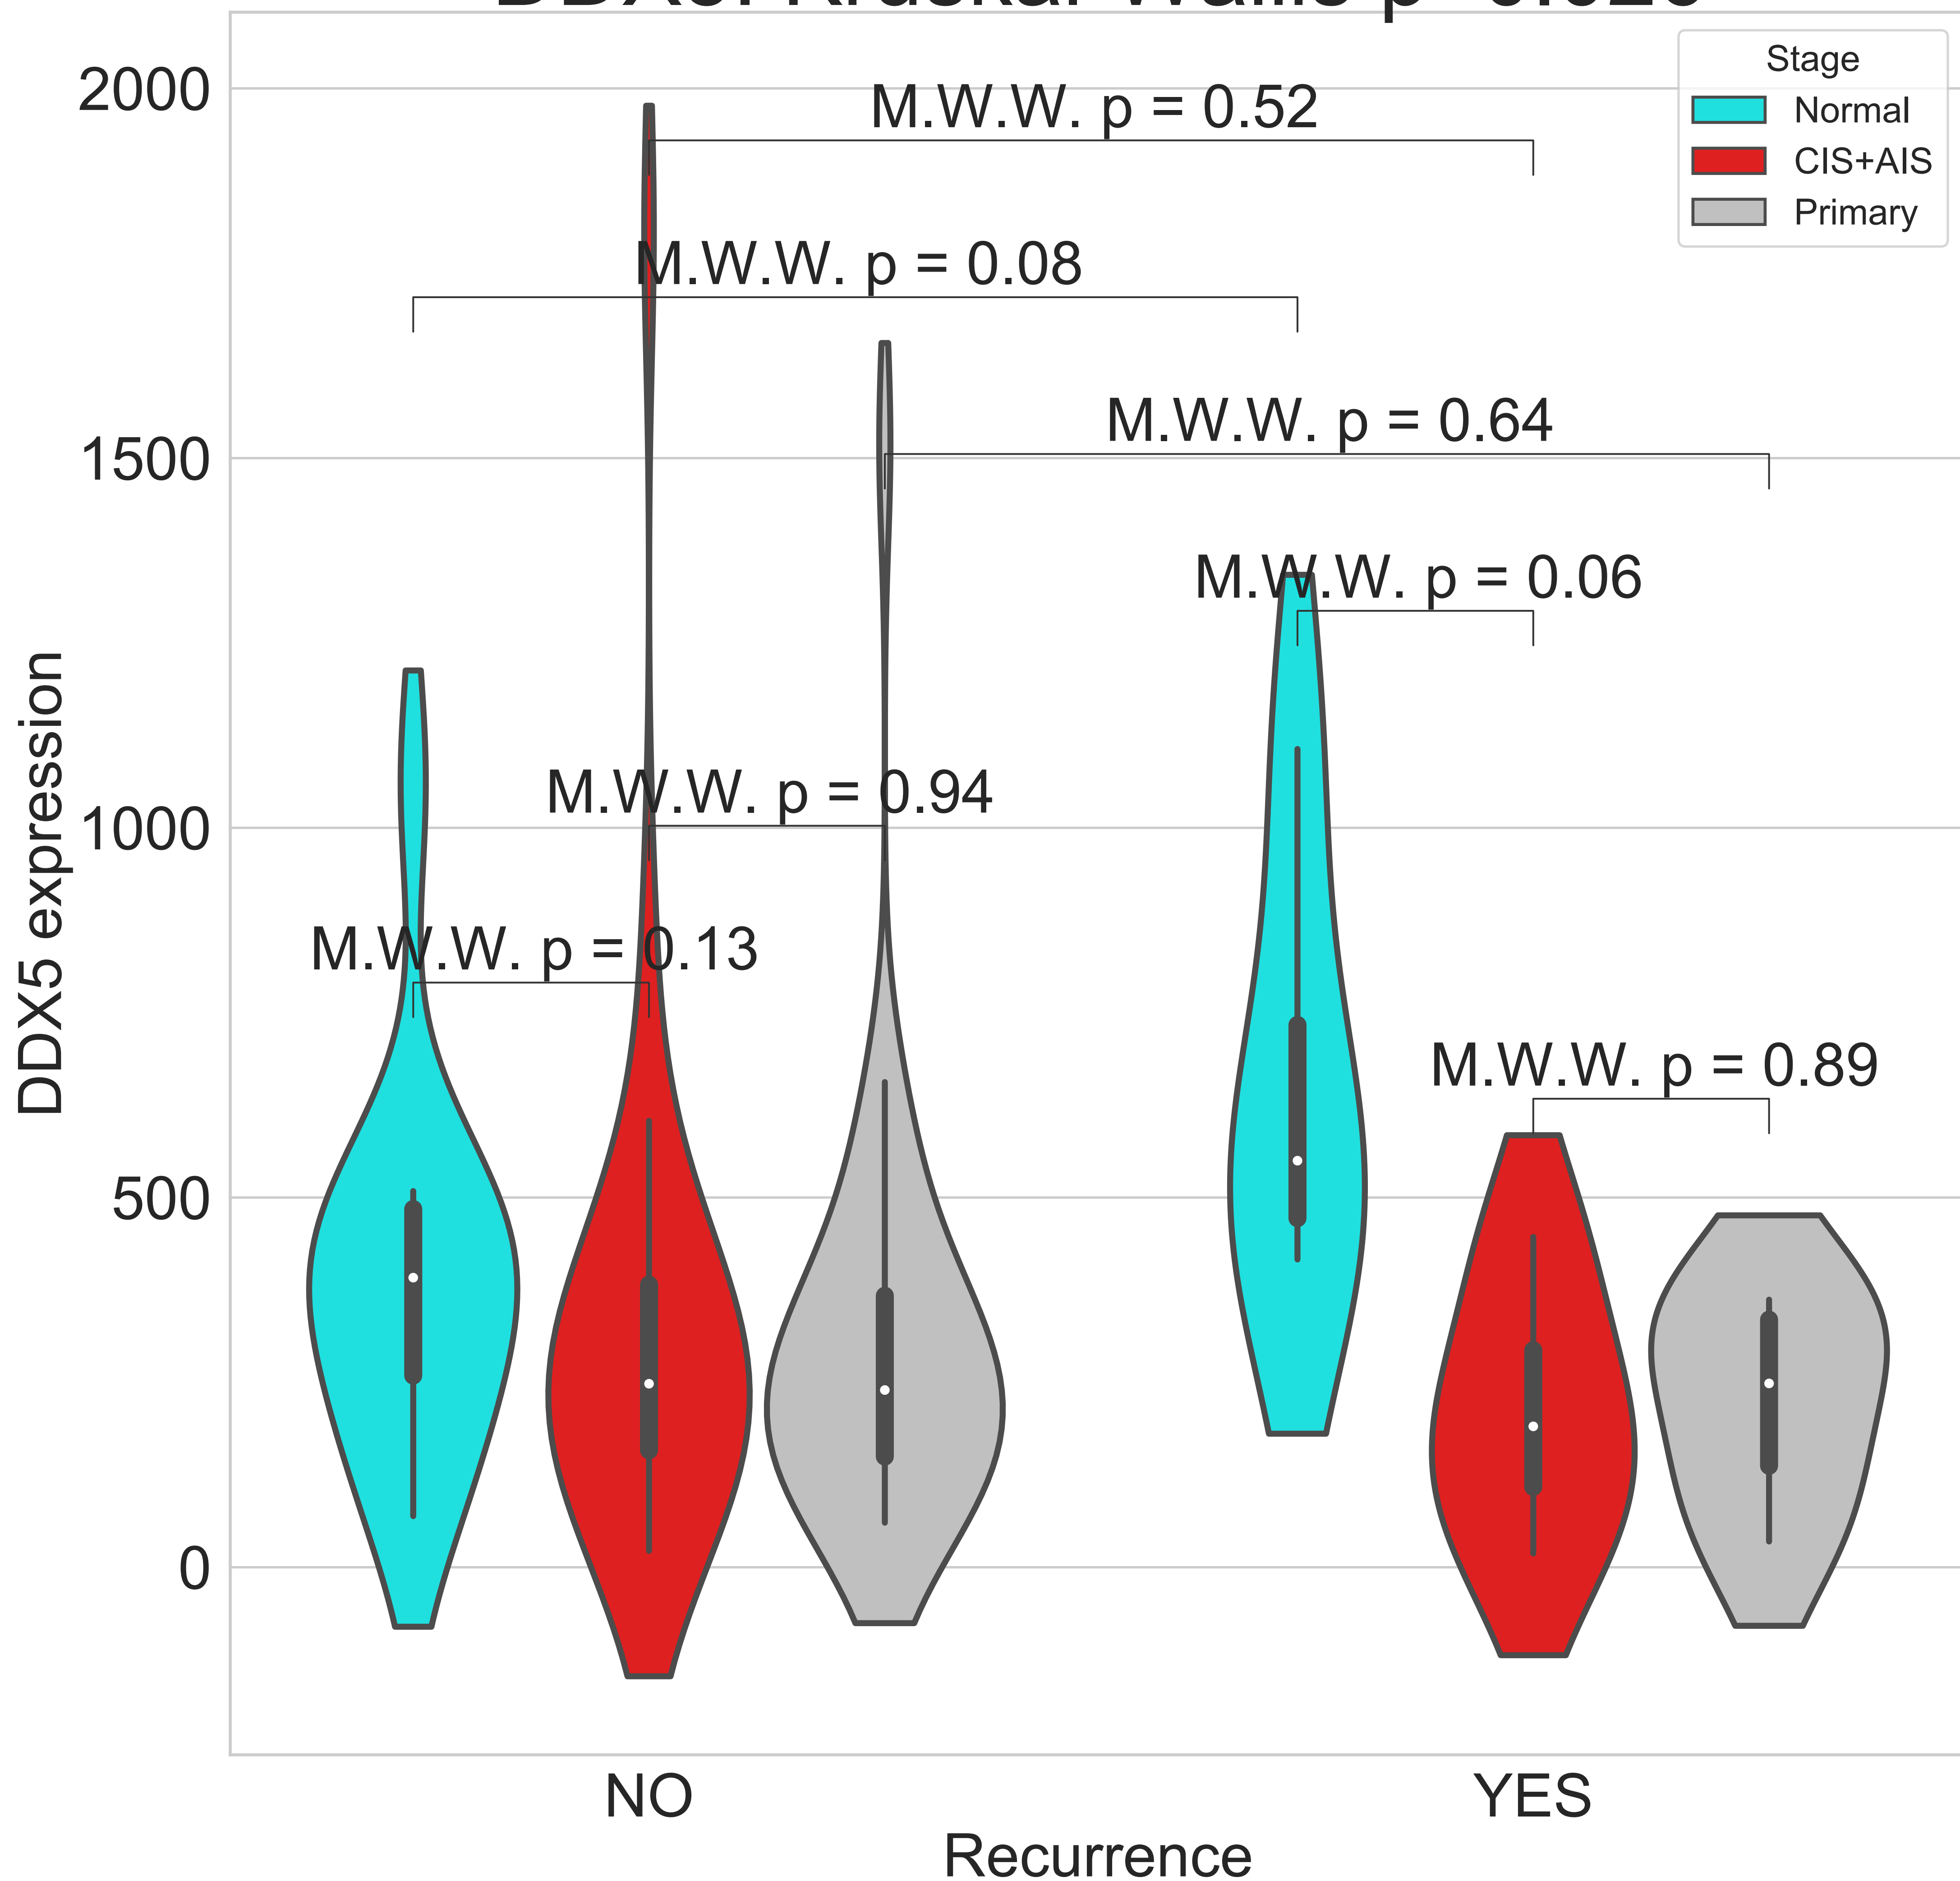 Stage
Normal
CIS+AIS
Primary
M.W.W. p = 0.52
M.W.W. p = 0.08
M.W.W. p = 0.64
M.W.W. p = 0.06
M.W.W. p = 0.94
M.W.W. p = 0.13
M.W.W. p = 0.89
2000
1500
1000
500
0
DDX5 expression
NO
YES
Recurrence